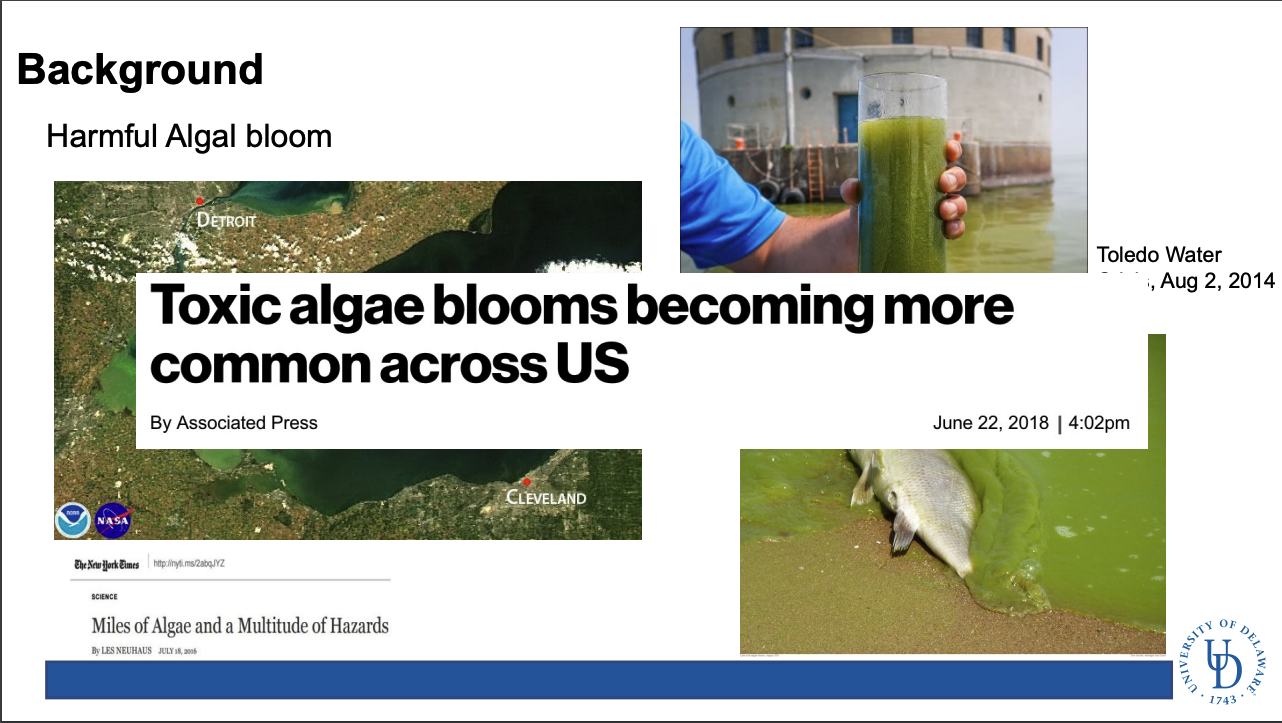 Background
Harmful Algal bloom
DETROIT
Toledo Water
, Aug 2, 2014
Toxic algae blooms becoming more
common across US
By Associated Press
June 22, 2018 | 4:02pm
CLEVELAND
NOAA
NASA
The New York Times
http://nyti.ms/2abqJYZ
SCIENCE
Miles of Algae and a Multitude of Hazards
By LES NEUHAUS JULY 18, 2016
UNIVERSITY OF DELAWARE
UD
1743